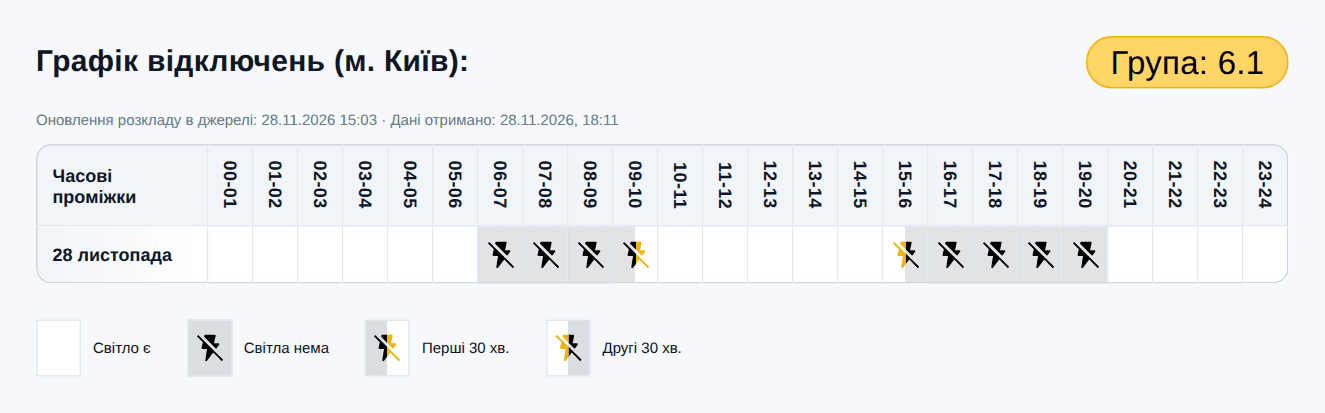 Графік відключень (м. Київ):
Група: 6.1
Оновлення розкладу в джерелі: 28.11.2026 15:03 · Дані отримано: 28.11.2026, 18:11
Часові
проміжки
00-01
01-02
02-03
03-04
04-05
05-06
06-07
07-08
08-09
09-10
10-11
11-12
12-13
13-14
14-15
15-16
16-17
17-18
18-19
19-20
20-21
21-22
22-23
23-24
28 листопада
Світло є
Світла нема
Перші 30 хв.
Другі 30 хв.